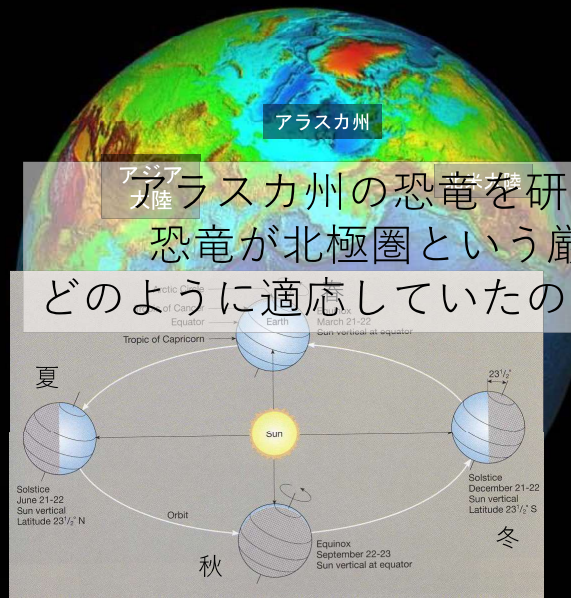 アラスカ州
アジア
大陸
北米大陸
アラスカ州の恐竜を研
恐竜が北極圏という厳
どのように適応していたの
Arctic Circle
Tropic of Cancer
Equator
Tropic of Capricorn
Earth
春
Equinox
March 21-22
Sun vertical at equator
夏
23½°
Sun
Solstice
June 21-22
Sun vertical
Latitude 23½° N
Solstice
December 21-22
Sun vertical
Latitude 23½° S
Orbit
冬
秋
Equinox
September 22-23
Sun vertical at equator